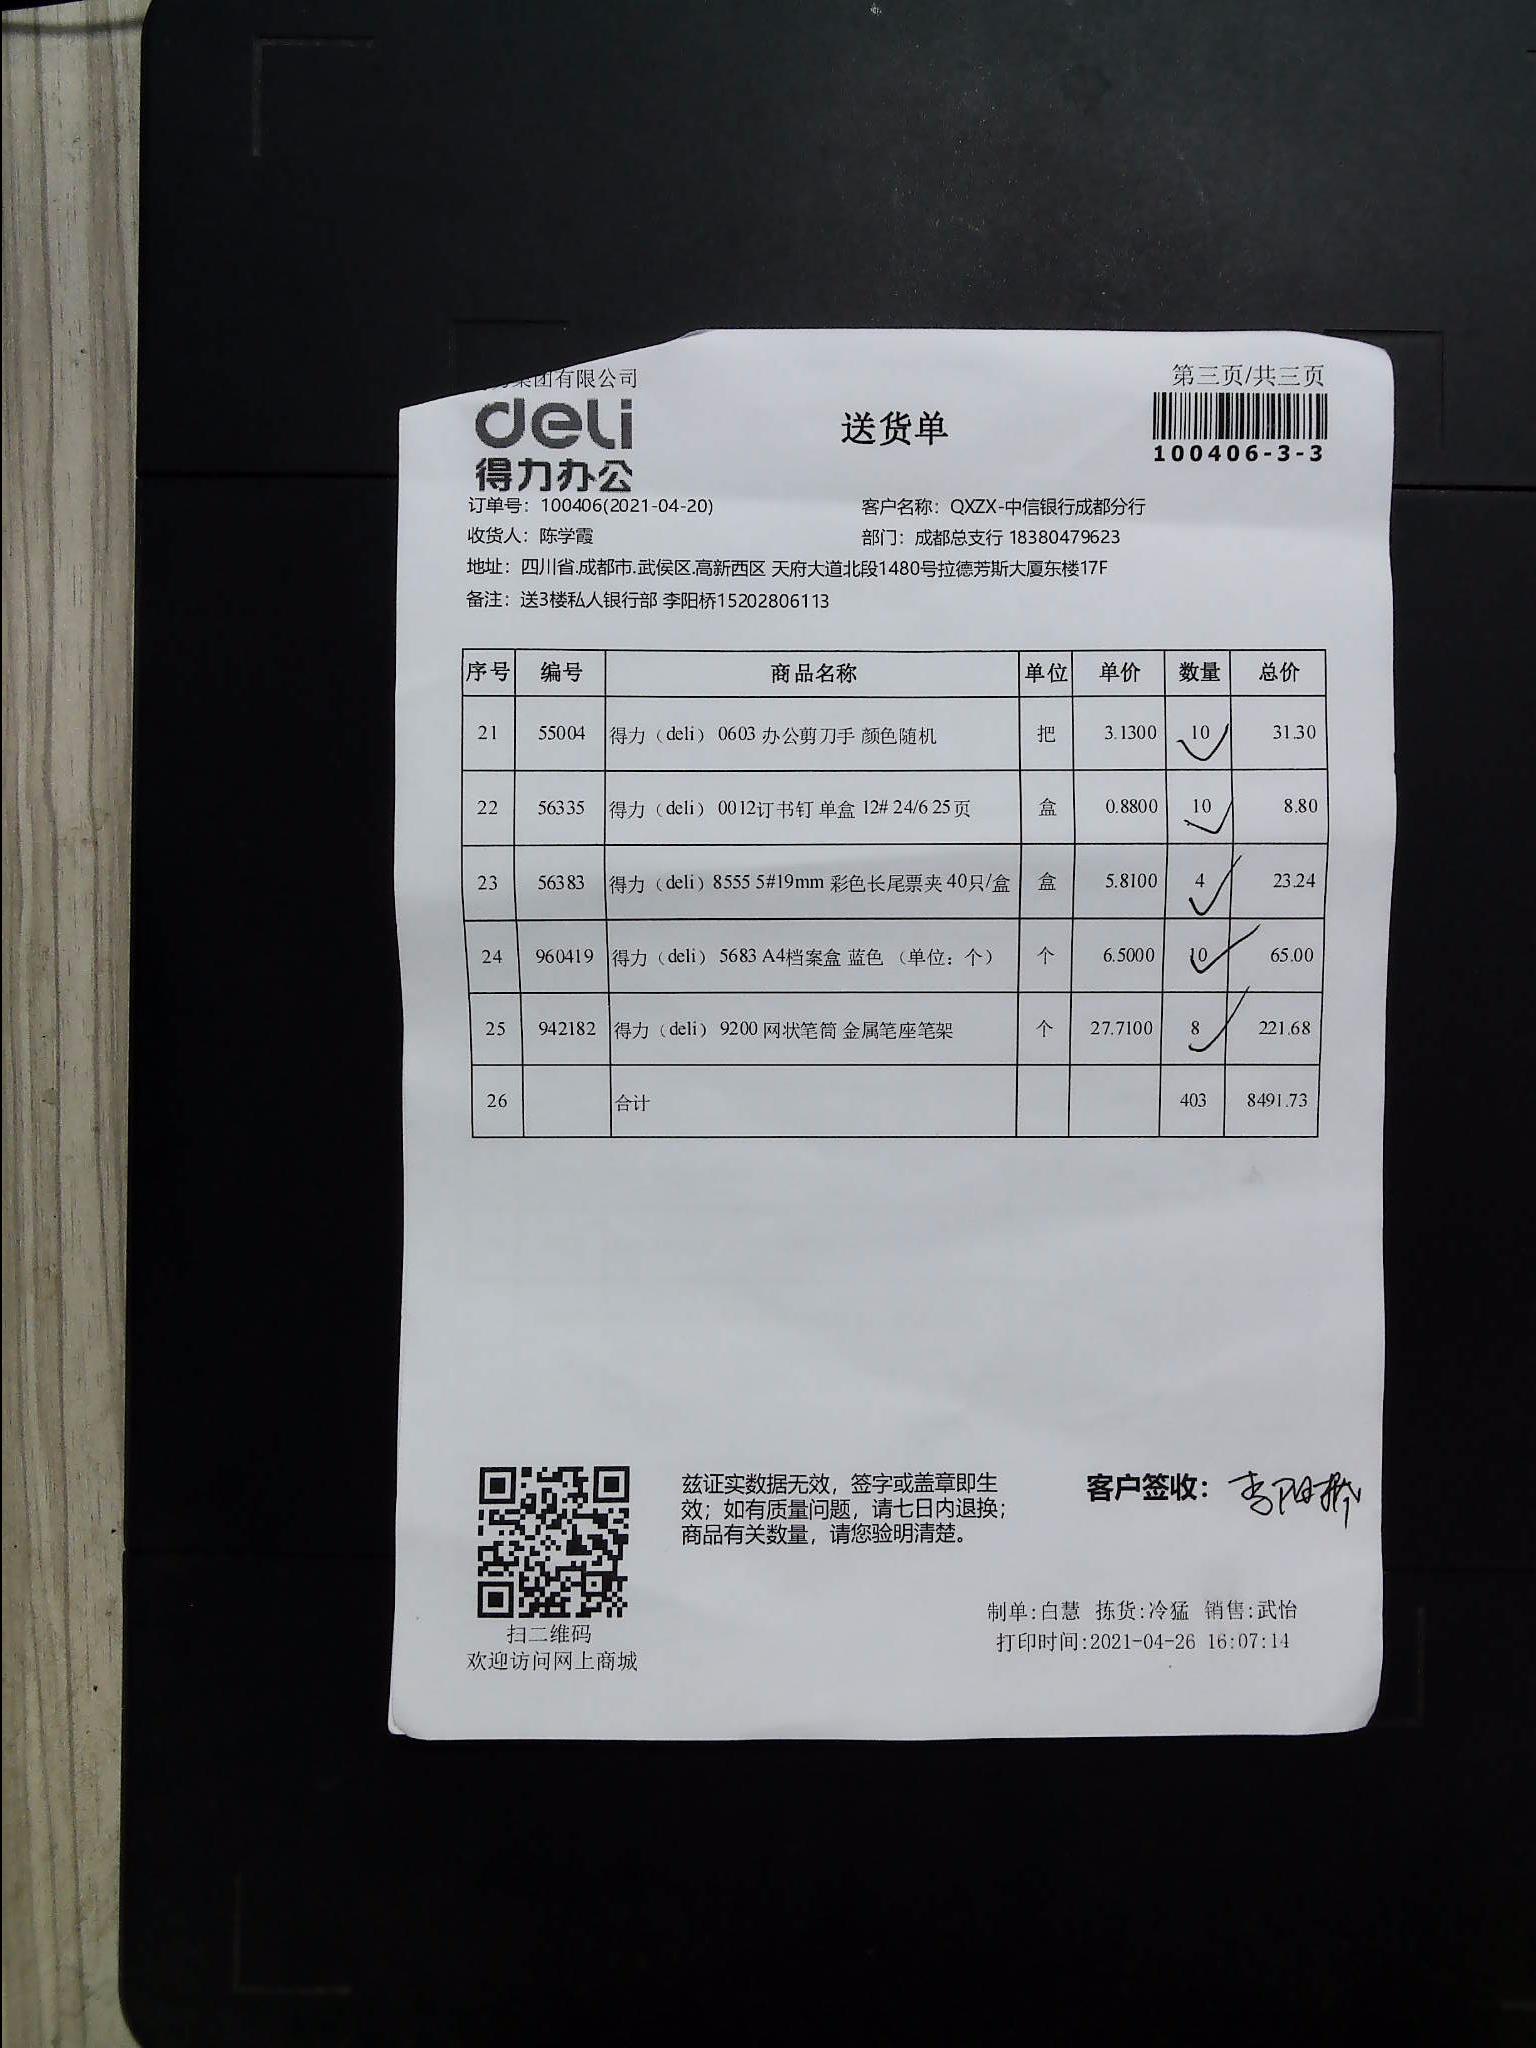 集团有限公司
第三页/共三页
deli
得力办公
送货单
100406-3-3
订单号：100406(2021-04-20)
客户名称：QXZX-中信银行成都分行
收货人：陈学霞
部门：成都总支行 18380479623
地址：四川省.成都市.武侯区.高新西区 天府大道北段1480号拉德芳斯大厦东楼17F
备注：送3楼私人银行部 李阳桥15202806113
序号 编号 商品名称 单位 单价 数量 总价
21 55004 得力（deli） 0603 办公剪刀手 颜色随机 把 3.1300 10 31.30
22 56335 得力（deli） 0012订书钉 单盒 12# 24/6 25页 盒 0.8800 10 8.80
23 56383 得力（deli）8555 5#19mm 彩色长尾票夹 40只/盒 盒 5.8100 4 23.24
24 960419 得力（deli） 5683 A4档案盒 蓝色 （单位：个） 个 6.5000 10 65.00
25 942182 得力（deli） 9200 网状笔筒 金属笔座笔架 个 27.7100 8 221.68
26 合计 403 8491.73
兹证实数据无效，签字或盖章即生
效；如有质量问题，请七日内退换；
商品有关数量，请您验明清楚。
客户签收：李阳桥
扫二维码
欢迎访问网上商城
制单:白慧 拣货:冷猛 销售:武怡
打印时间:2021-04-26 16:07:14